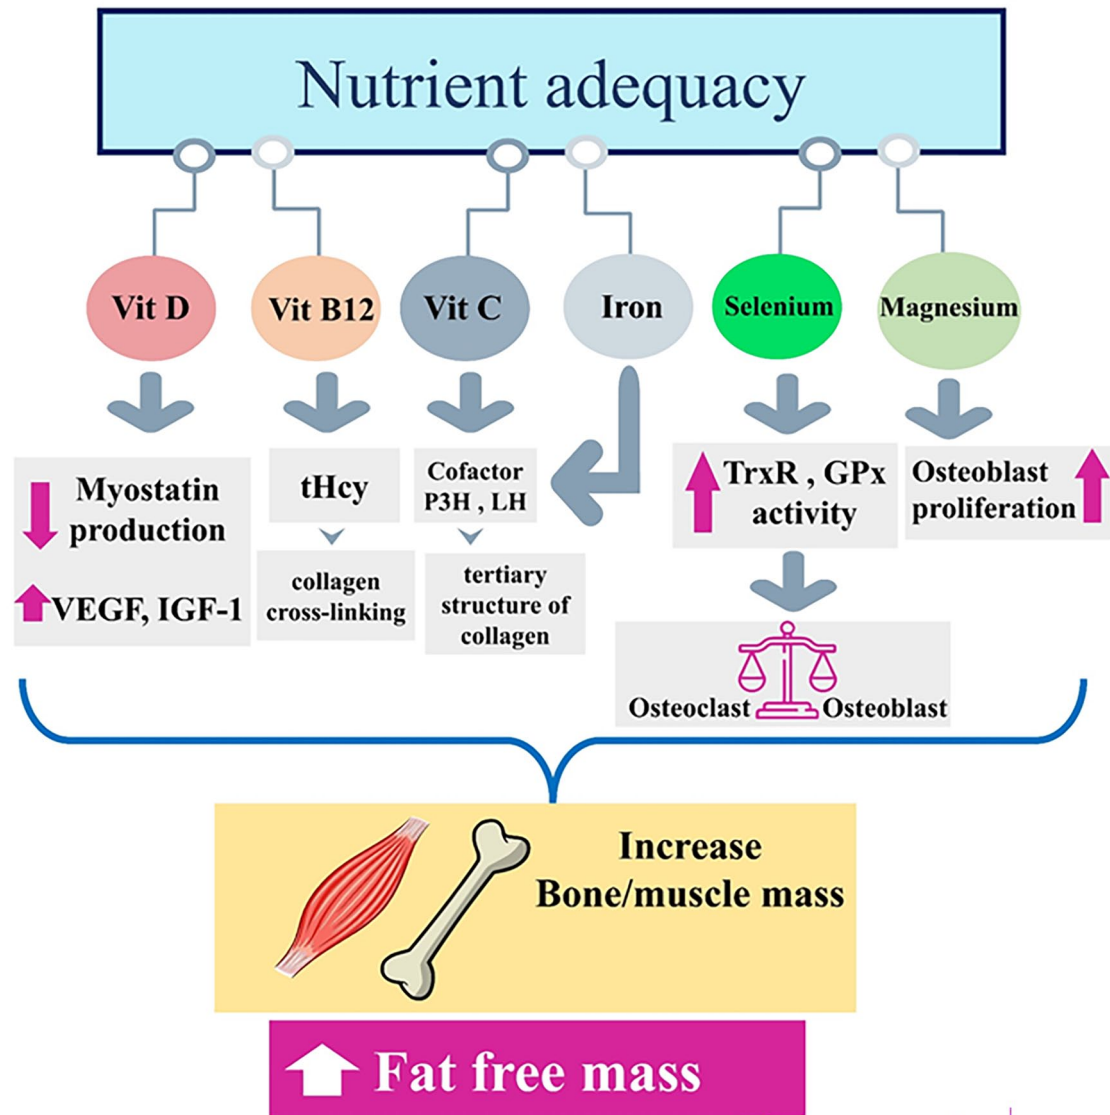 Nutrient adequacy
Vit D
Vit B12
Vit C
Iron
Selenium
Magnesium
Myostatin
production
VEGF, IGF-1
tHcy
collagen
cross-linking
Cofactor
P3H , LH
tertiary
structure of
collagen
TrxR , GPx
activity
Osteoclast
Osteoblast
Osteoblast
proliferation
Increase
Bone/muscle mass
Fat free mass